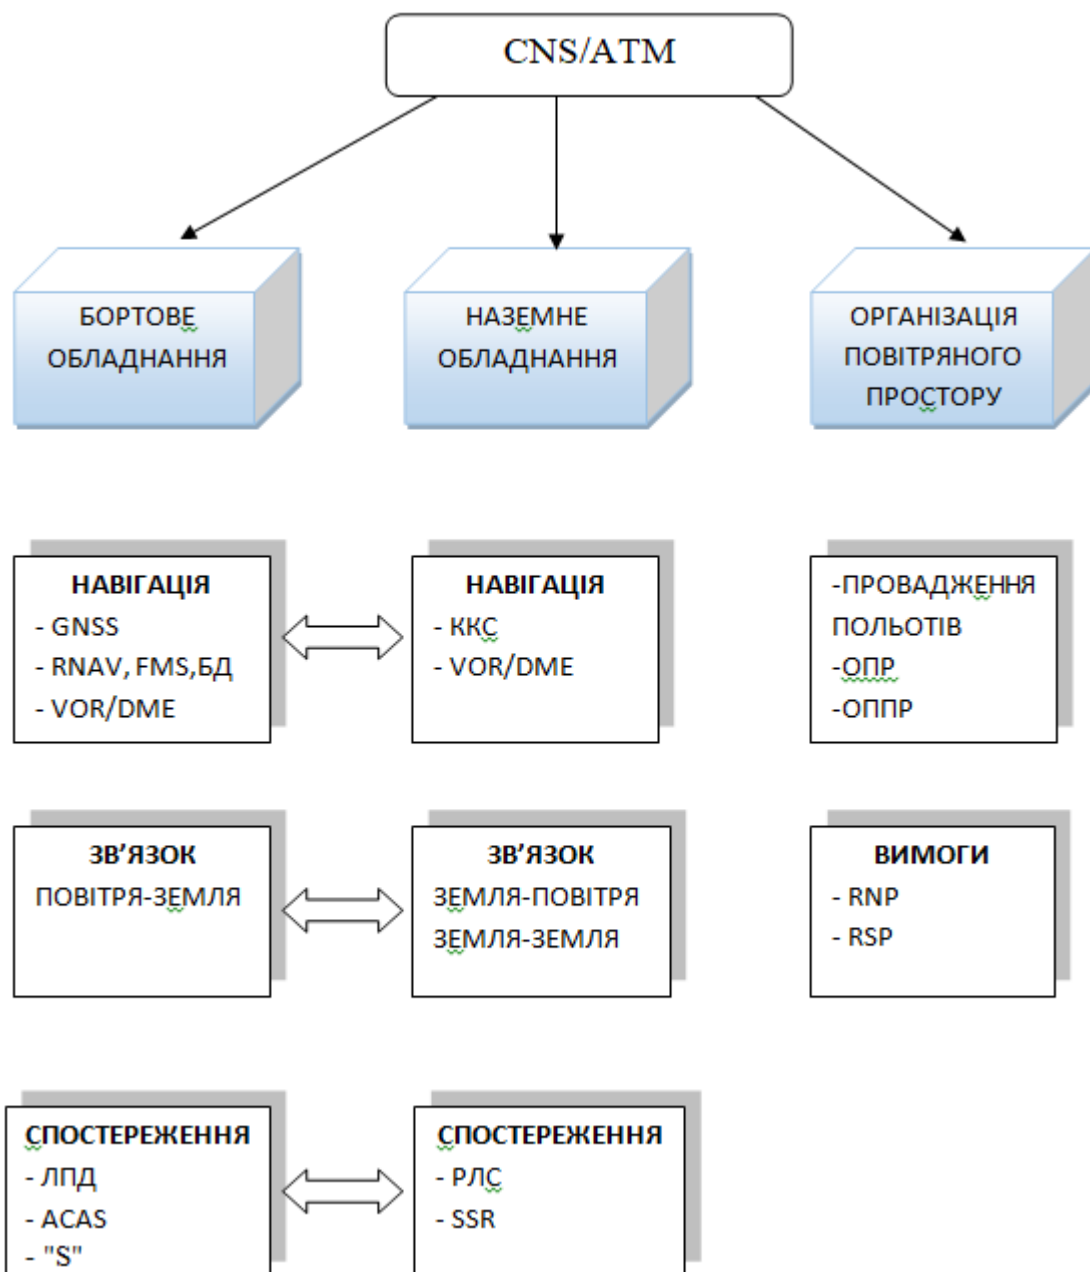 CNS/ATM
БОРТОВЕ
ОБЛАДНАННЯ
НАЗЕМНЕ
ОБЛАДНАННЯ
ОРГАНІЗАЦІЯ
ПОВІТРЯНОГО
ПРОСТОРУ
НАВІГАЦІЯ
- GNSS
- RNAV, FMS,БД
- VOR/DME
НАВІГАЦІЯ
- ККС
- VOR/DME
-ПРОВАДЖЕННЯ
ПОЛЬОТІВ
-ОПР
-ОППР
ЗВ’ЯЗОК
ПОВІТРЯ-ЗЕМЛЯ
ЗВ’ЯЗОК
ЗЕМЛЯ-ПОВІТРЯ
ЗЕМЛЯ-ЗЕМЛЯ
ВИМОГИ
- RNP
- RSP
СПОСТЕРЕЖЕННЯ
- ЛПД
- ACAS
- "S"
СПОСТЕРЕЖЕННЯ
- РЛС
- SSR